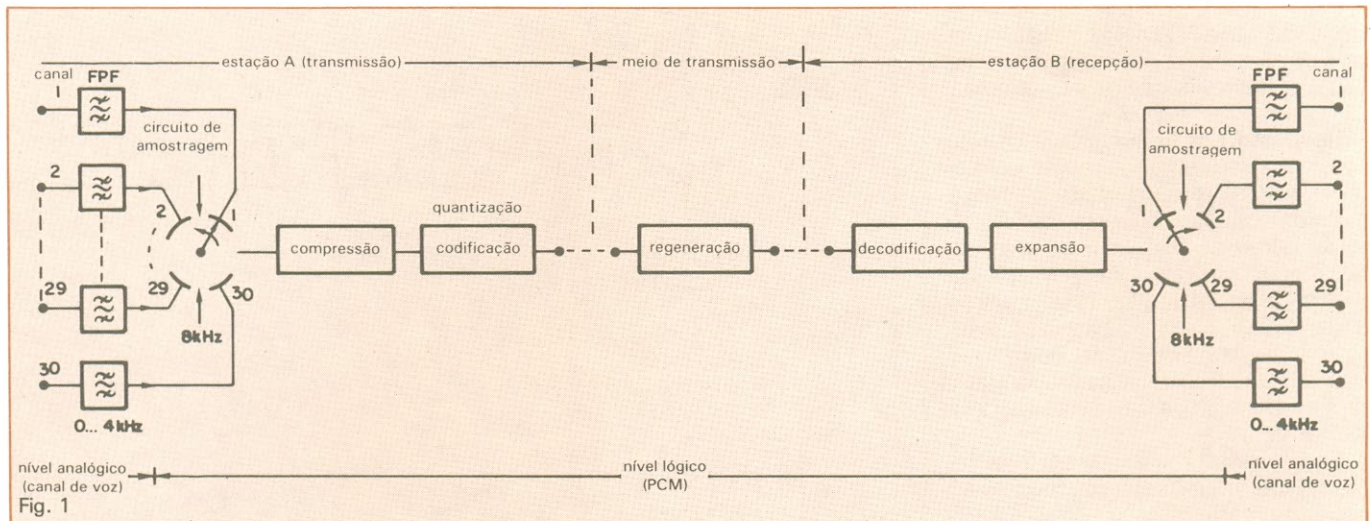 estação A (transmissão) meio de transmissão estação B (recepção)
canal FPF FPF canal
1 1
circuito de circuito de
amostragem amostragem
2 2
2 1 1 2
quantização
compressão codificação regeneração decodificação expansão
29 29 30 30 29 29
8kHz 8kHz
30 30
0... 4kHz 0... 4kHz
nível analógico nível lógico nível analógico
(canal de voz) (PCM) (canal de voz)
Fig. 1